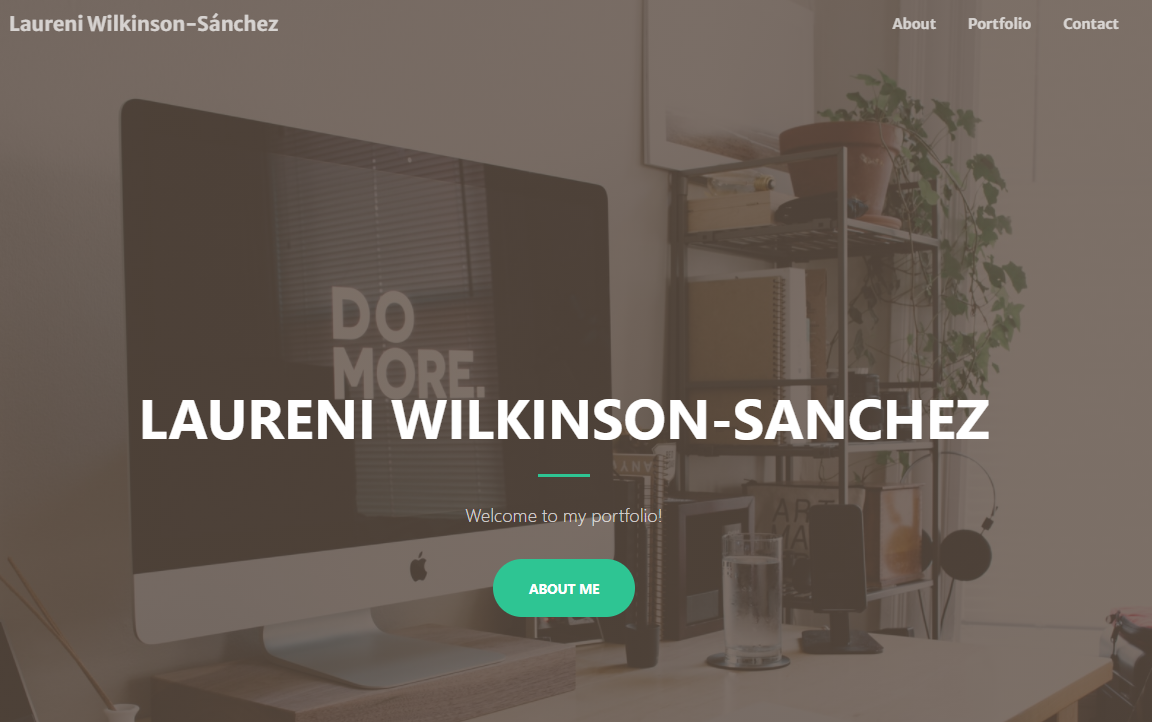 Laureni Wilkinson-Sánchez
About Portfolio Contact
DO
MORE.
LAURENI WILKINSON-SANCHEZ
Welcome to my portfolio!
ABOUT ME